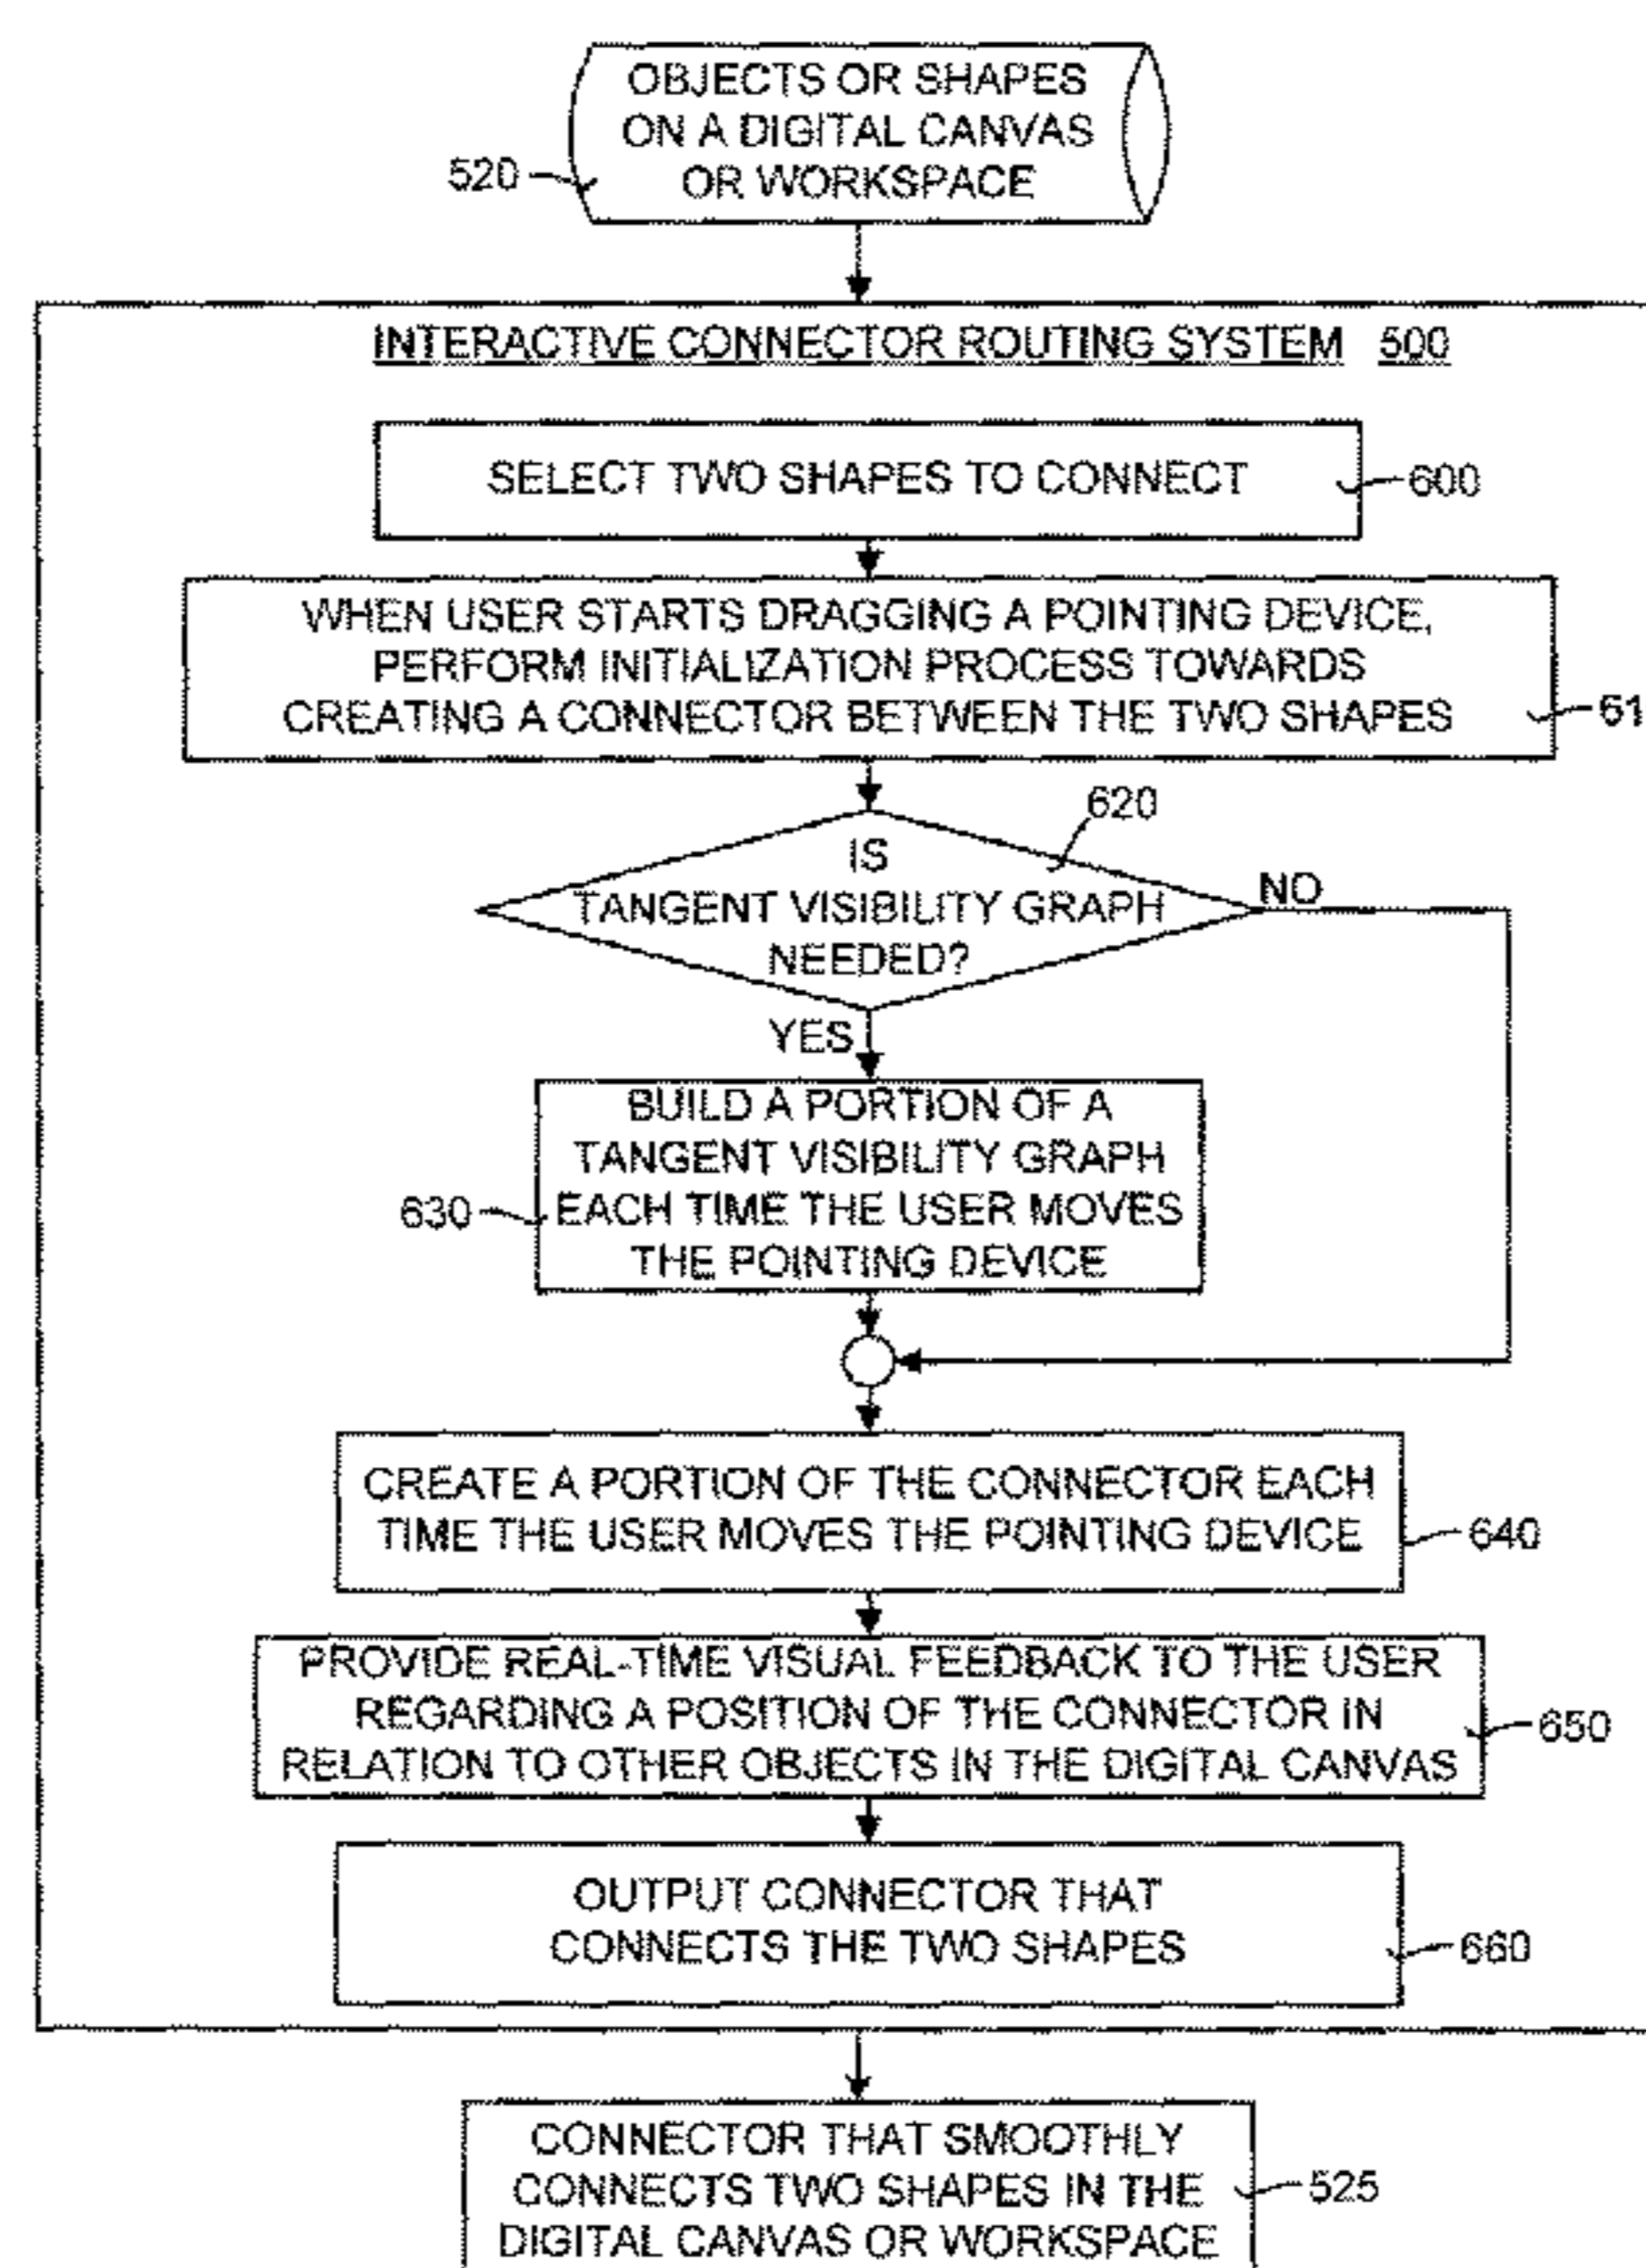 OBJECTS OR SHAPES
ON A DIGITAL CANVAS
OR WORKSPACE
520
INTERACTIVE CONNECTOR ROUTING SYSTEM 500
SELECT TWO SHAPES TO CONNECT
600
WHEN USER STARTS DRAGGING A POINTING DEVICE,
PERFORM INITIALIZATION PROCESS TOWARDS
CREATING A CONNECTOR BETWEEN THE TWO SHAPES
61
620
IS
TANGENT VISIBILITY GRAPH
NEEDED?
NO
YES
BUILD A PORTION OF A
TANGENT VISIBILITY GRAPH
EACH TIME THE USER MOVES
THE POINTING DEVICE
630
CREATE A PORTION OF THE CONNECTOR EACH
TIME THE USER MOVES THE POINTING DEVICE
640
PROVIDE REAL-TIME VISUAL FEEDBACK TO THE USER
REGARDING A POSITION OF THE CONNECTOR IN
RELATION TO OTHER OBJECTS IN THE DIGITAL CANVAS
650
OUTPUT CONNECTOR THAT
CONNECTS THE TWO SHAPES
660
CONNECTOR THAT SMOOTHLY
CONNECTS TWO SHAPES IN THE
DIGITAL CANVAS OR WORKSPACE
525